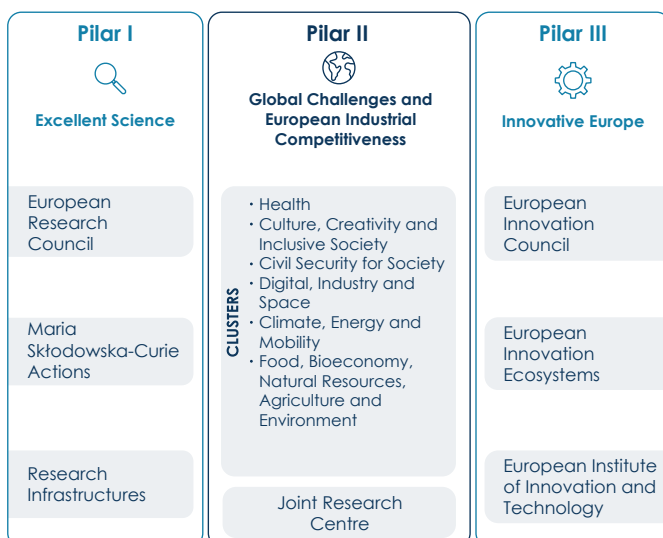 Pilar I
Excellent Science
European
Research
Council
Maria
Skłodowska-Curie
Actions
Research
Infrastructures
Pilar II
Global Challenges and
European Industrial
Competitiveness
CLUSTERS
· Health
· Culture, Creativity and
Inclusive Society
· Civil Security for Society
· Digital, Industry and
Space
· Climate, Energy and
Mobility
· Food, Bioeconomy,
Natural Resources,
Agriculture and
Environment
Joint Research
Centre
Pilar III
Innovative Europe
European
Innovation
Council
European
Innovation
Ecosystems
European Institute
of Innovation and
Technology